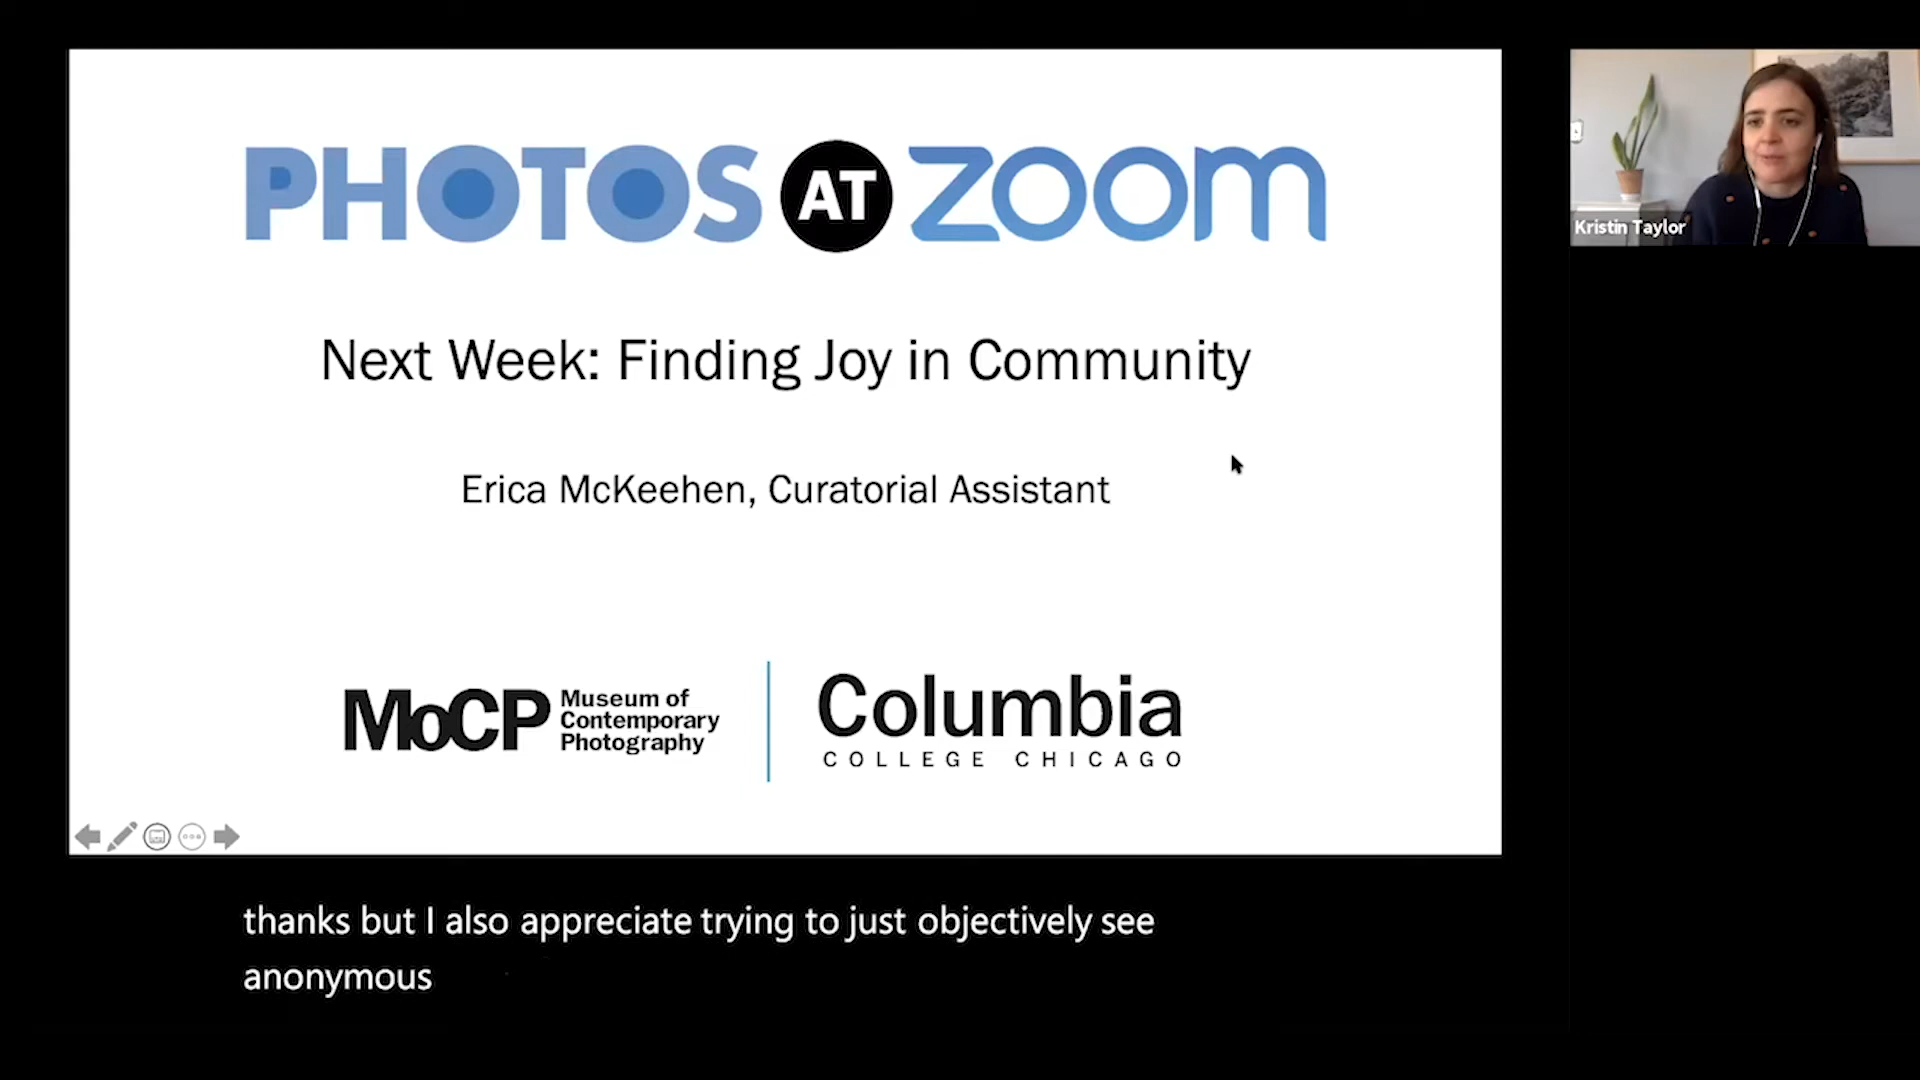 PHOTOS AT zoom
Next Week: Finding Joy in Community
Erica McKeehen, Curatorial Assistant
MoCP Museum of
Contemporary
Photography
Columbia
COLLEGE CHICAGO
Kristin Taylor
thanks but I also appreciate trying to just objectively see
anonymous